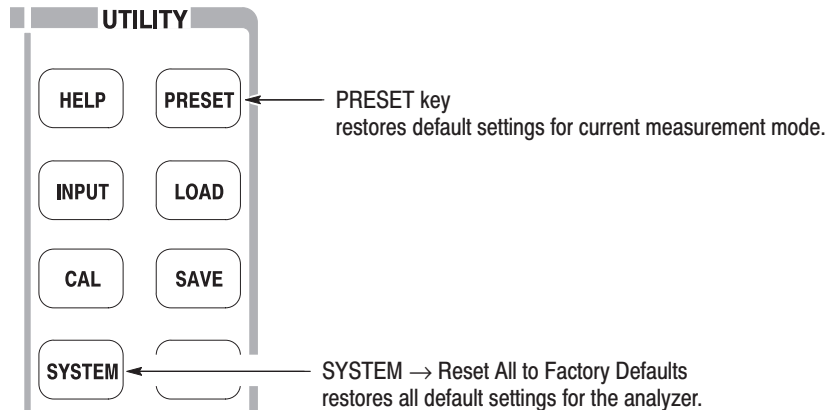 UTILITY
HELP
PRESET
PRESET key
restores default settings for current measurement mode.
INPUT
LOAD
CAL
SAVE
SYSTEM
SYSTEM → Reset All to Factory Defaults
restores all default settings for the analyzer.